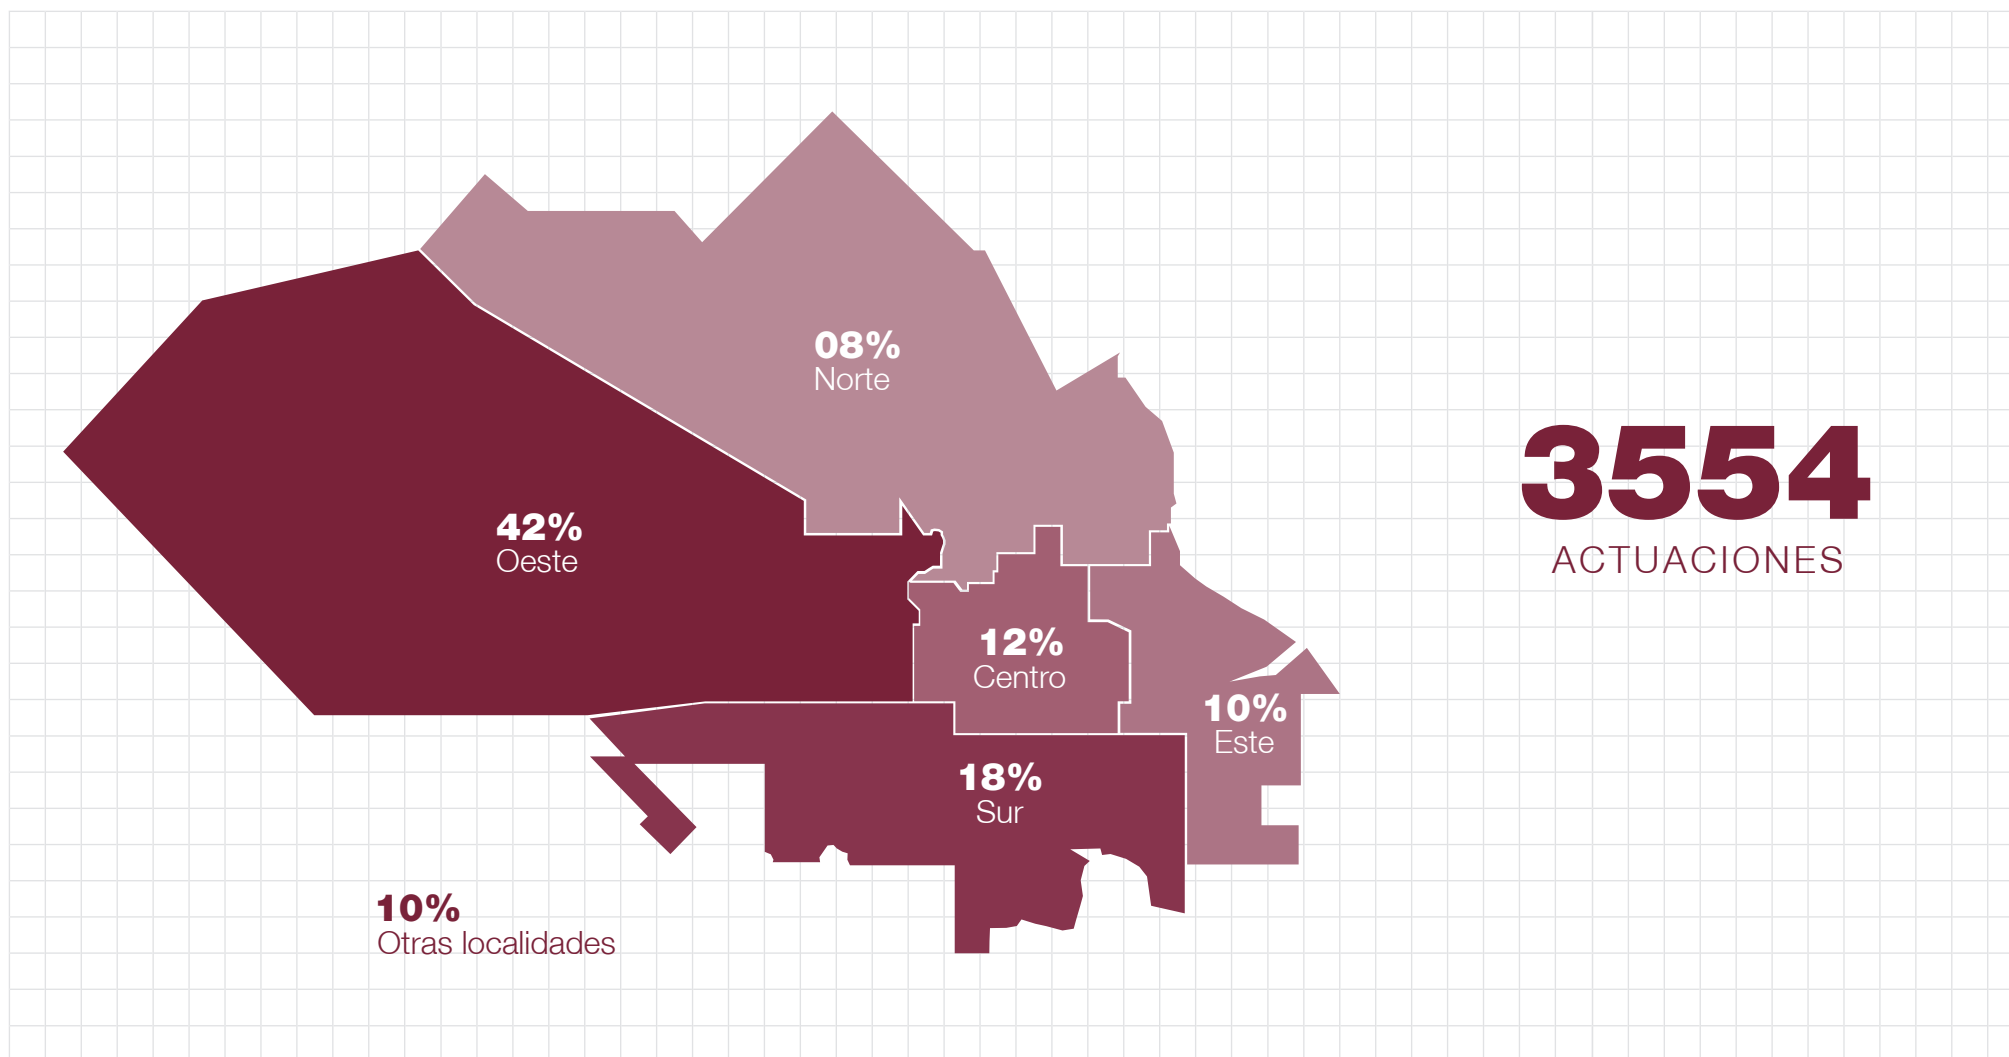 08%
Norte
42%
Oeste
3554
ACTUACIONES
12%
Centro
10%
Este
18%
Sur
10%
Otras localidades